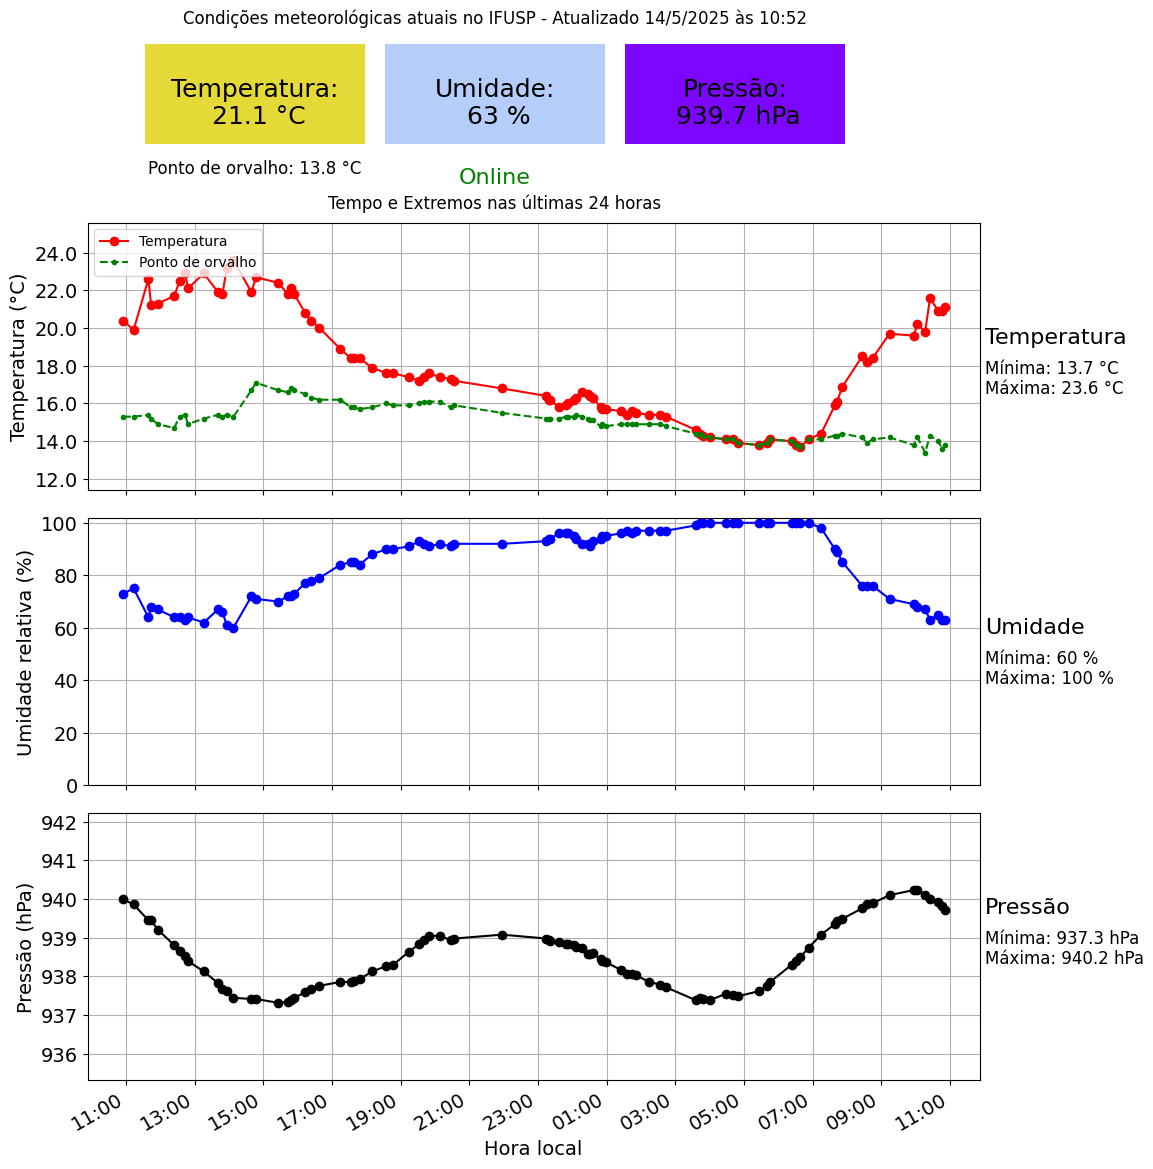 Condições meteorológicas atuais no IFUSP - Atualizado 14/5/2025 às 10:52
Temperatura:
21.1 °C
Umidade:
63 %
Pressão:
939.7 hPa
Ponto de orvalho: 13.8 °C
Online
Tempo e Extremos nas últimas 24 horas
Temperatura
Ponto de orvalho
Temperatura (°C)
24.0
22.0
20.0
18.0
16.0
14.0
12.0
Temperatura
Mínima: 13.7 °C
Máxima: 23.6 °C
Umidade relativa (%)
100
80
60
40
20
0
Umidade
Mínima: 60 %
Máxima: 100 %
Pressão (hPa)
942
941
940
939
938
937
936
Pressão
Mínima: 937.3 hPa
Máxima: 940.2 hPa
11:00 13:00 15:00 17:00 19:00 21:00 23:00 01:00 03:00 05:00 07:00 09:00 11:00
Hora local